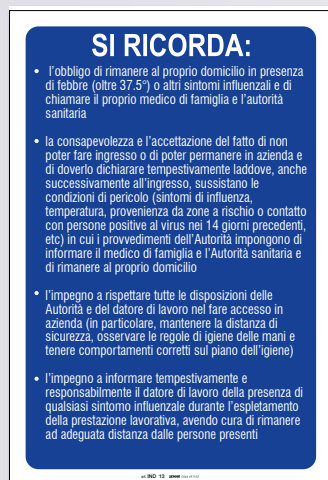 SI RICORDA:
• l'obbligo di rimanere al proprio domicilio in presenza
di febbre (oltre 37.5°) o altri sintomi influenzali e di
chiamare il proprio medico di famiglia e l'autorità
sanitaria
• la consapevolezza e l'accettazione del fatto di non
poter fare ingresso o di poter permanere in azienda e
di doverlo dichiarare tempestivamente laddove, anche
successivamente all'ingresso, sussistano le
condizioni di pericolo (sintomi di influenza,
temperatura, provenienza da zone a rischio o contatto
con persone positive al virus nei 14 giorni precedenti,
etc) in cui i provvedimenti dell'Autorità impongono di
informare il medico di famiglia e l'Autorità sanitaria e
di rimanere al proprio domicilio
• l'impegno a rispettare tutte le disposizioni delle
Autorità e del datore di lavoro nel fare accesso in
azienda (in particolare, mantenere la distanza di
sicurezza, osservare le regole di igiene delle mani e
tenere comportamenti corretti sul piano dell'igiene)
• l'impegno a informare tempestivamente e
responsabilmente il datore di lavoro della presenza di
qualsiasi sintomo influenzale durante l'espletamento
della prestazione lavorativa, avendo cura di rimanere
ad adeguata distanza dalle persone presenti
IND 13